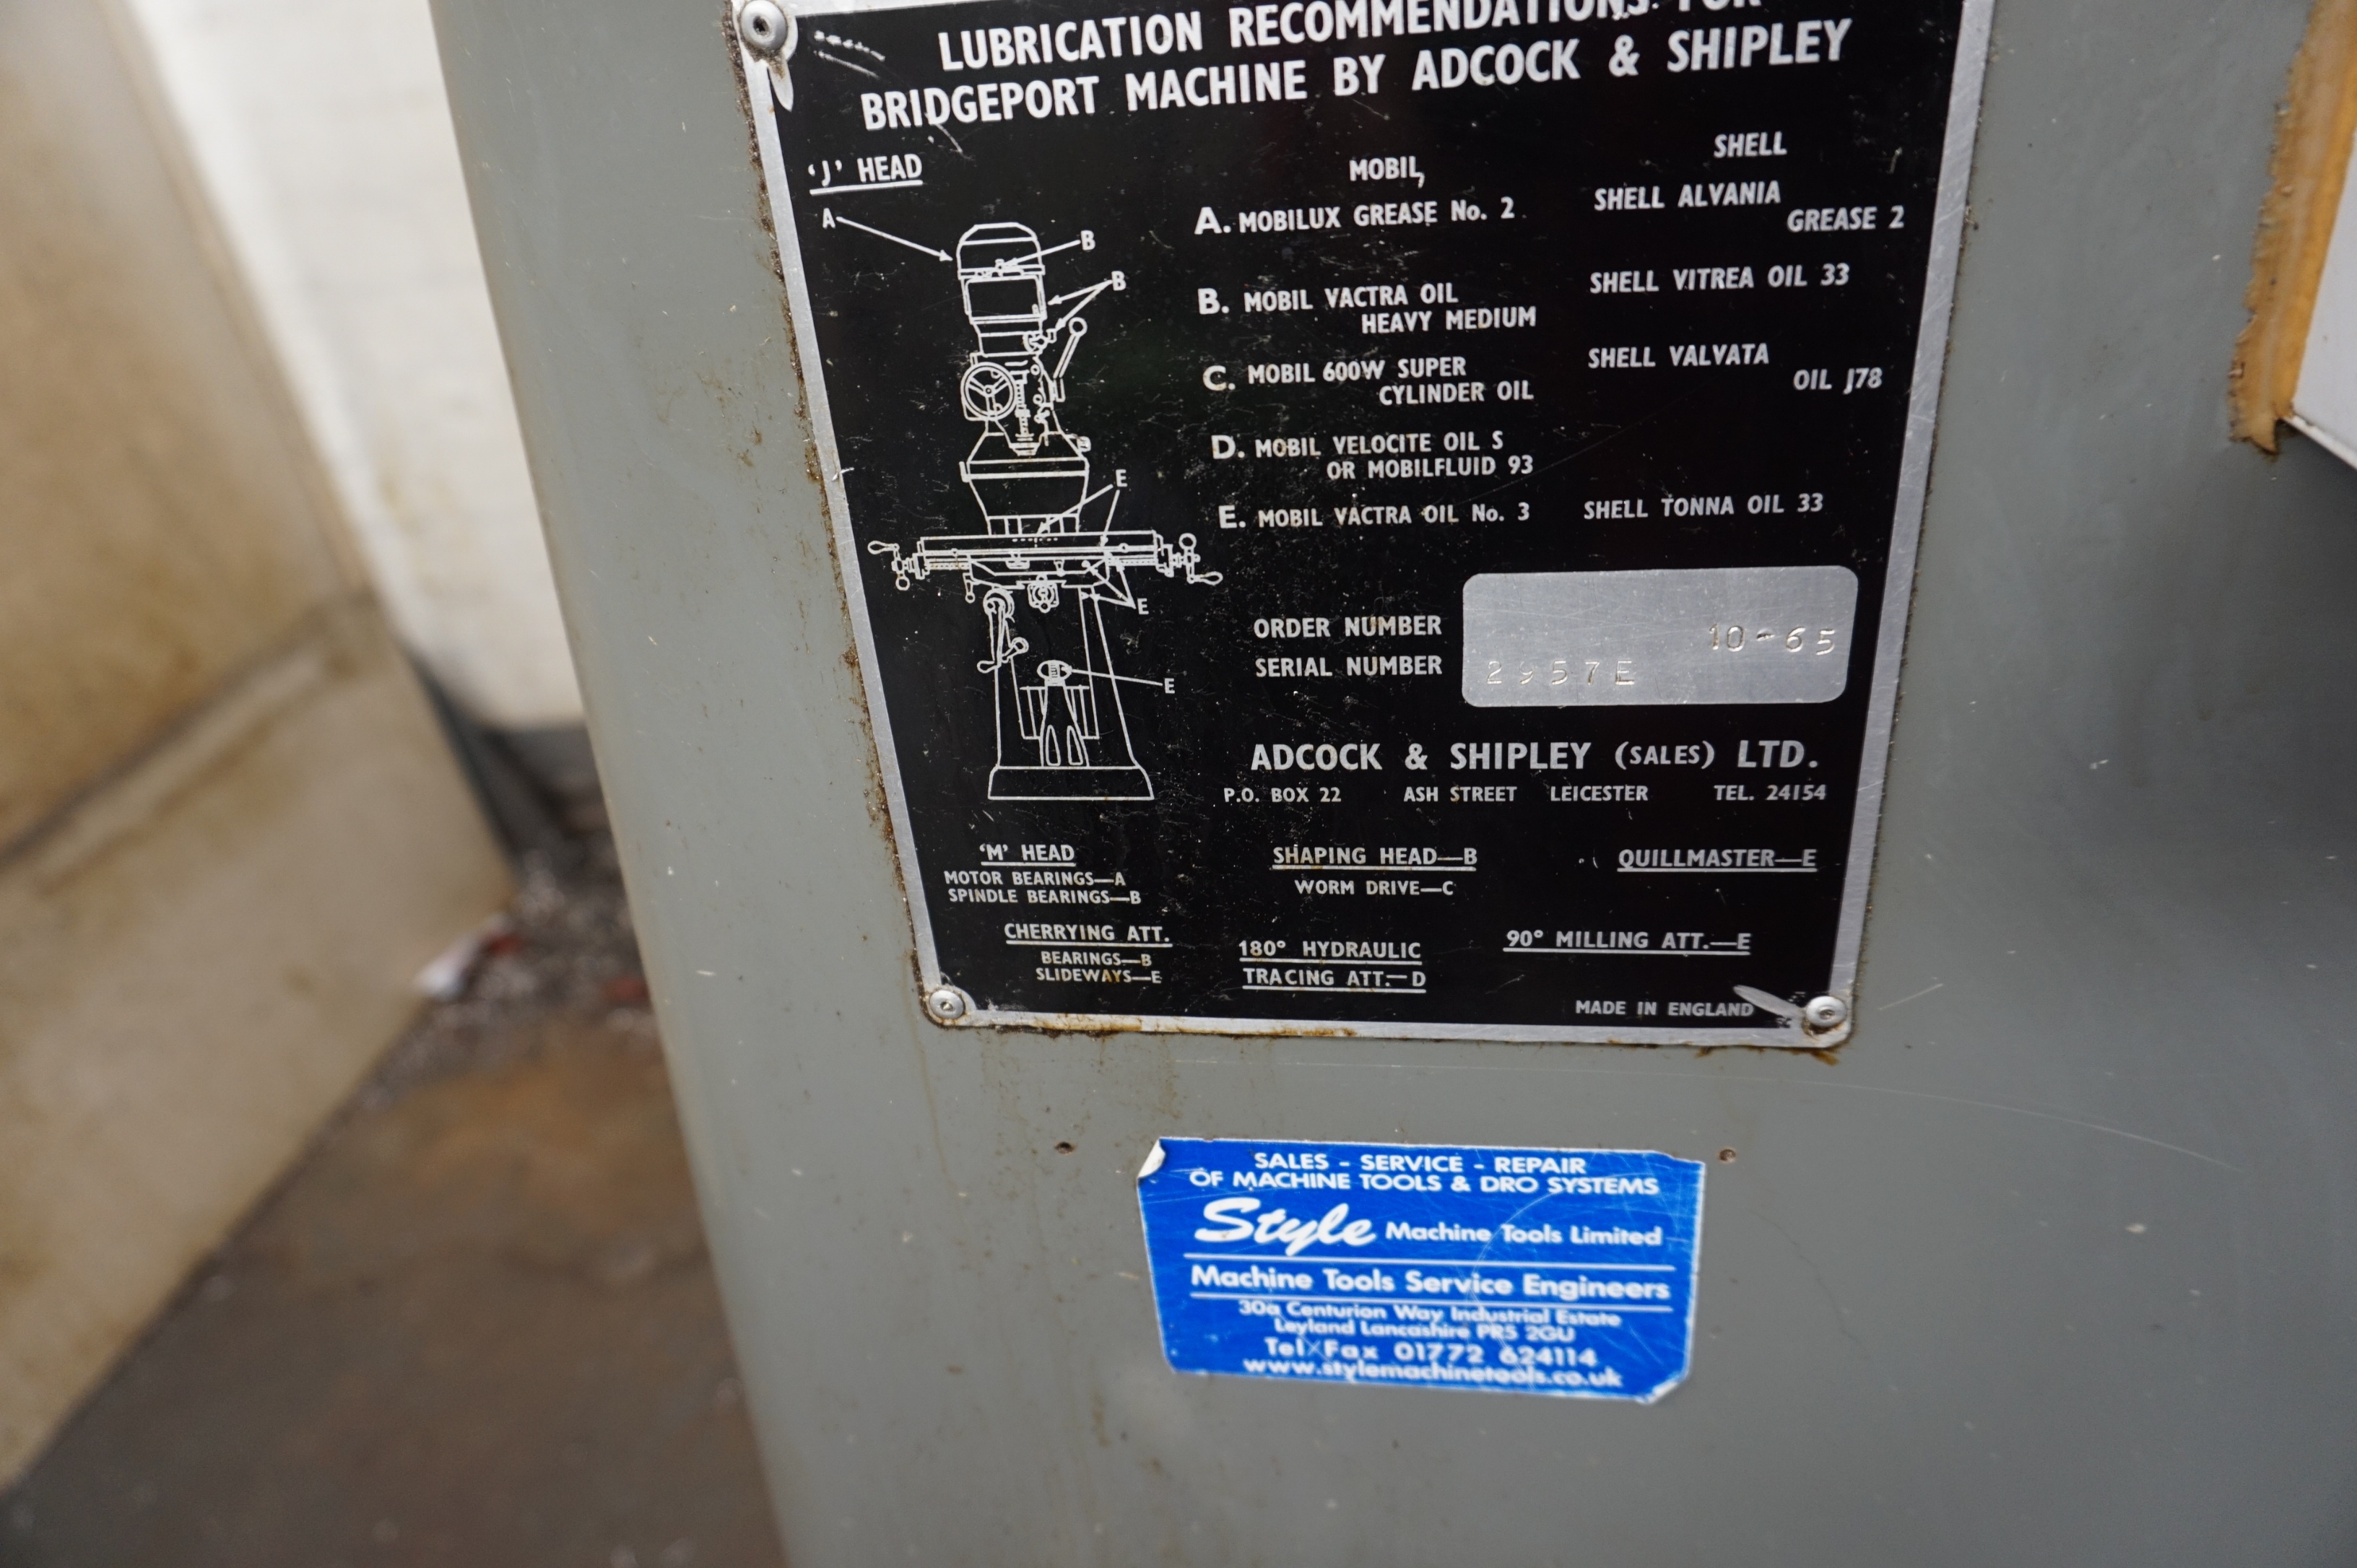 LUBRICATION RECOMMENDATIONS FOR
BRIDGEPORT MACHINE BY ADCOCK & SHIPLEY
'J' HEAD
A
B
B
E
E
E
MOBIL
SHELL
A. MOBILUX GREASE No. 2
SHELL ALVANIA
GREASE 2
B. MOBIL VACTRA OIL
HEAVY MEDIUM
SHELL VITREA OIL 33
C. MOBIL 600W SUPER
CYLINDER OIL
SHELL VALVATA
OIL J78
D. MOBIL VELOCITE OIL S
OR MOBILFLUID 93
E. MOBIL VACTRA OIL No. 3
SHELL TONNA OIL 33
ORDER NUMBER
10-65
SERIAL NUMBER
2957E
ADCOCK & SHIPLEY (SALES) LTD.
P.O. BOX 22 ASH STREET LEICESTER TEL. 24154
'M' HEAD
MOTOR BEARINGS—A
SPINDLE BEARINGS—B
SHAPING HEAD—B
WORM DRIVE—C
QUILLMASTER—E
CHERRYING ATT.
BEARINGS—B
SLIDEWAYS—E
180° HYDRAULIC
TRACING ATT.—D
90° MILLING ATT.—E
MADE IN ENGLAND
SALES - SERVICE - REPAIR
OF MACHINE TOOLS & DRO SYSTEMS
Style Machine Tools Limited
Machine Tools Service Engineers
30a Centurion Way Industrial Estate
Leyland Lancashire PR5 2GU
Tel Fax 01772 624114
www.stylemachinetools.co.uk